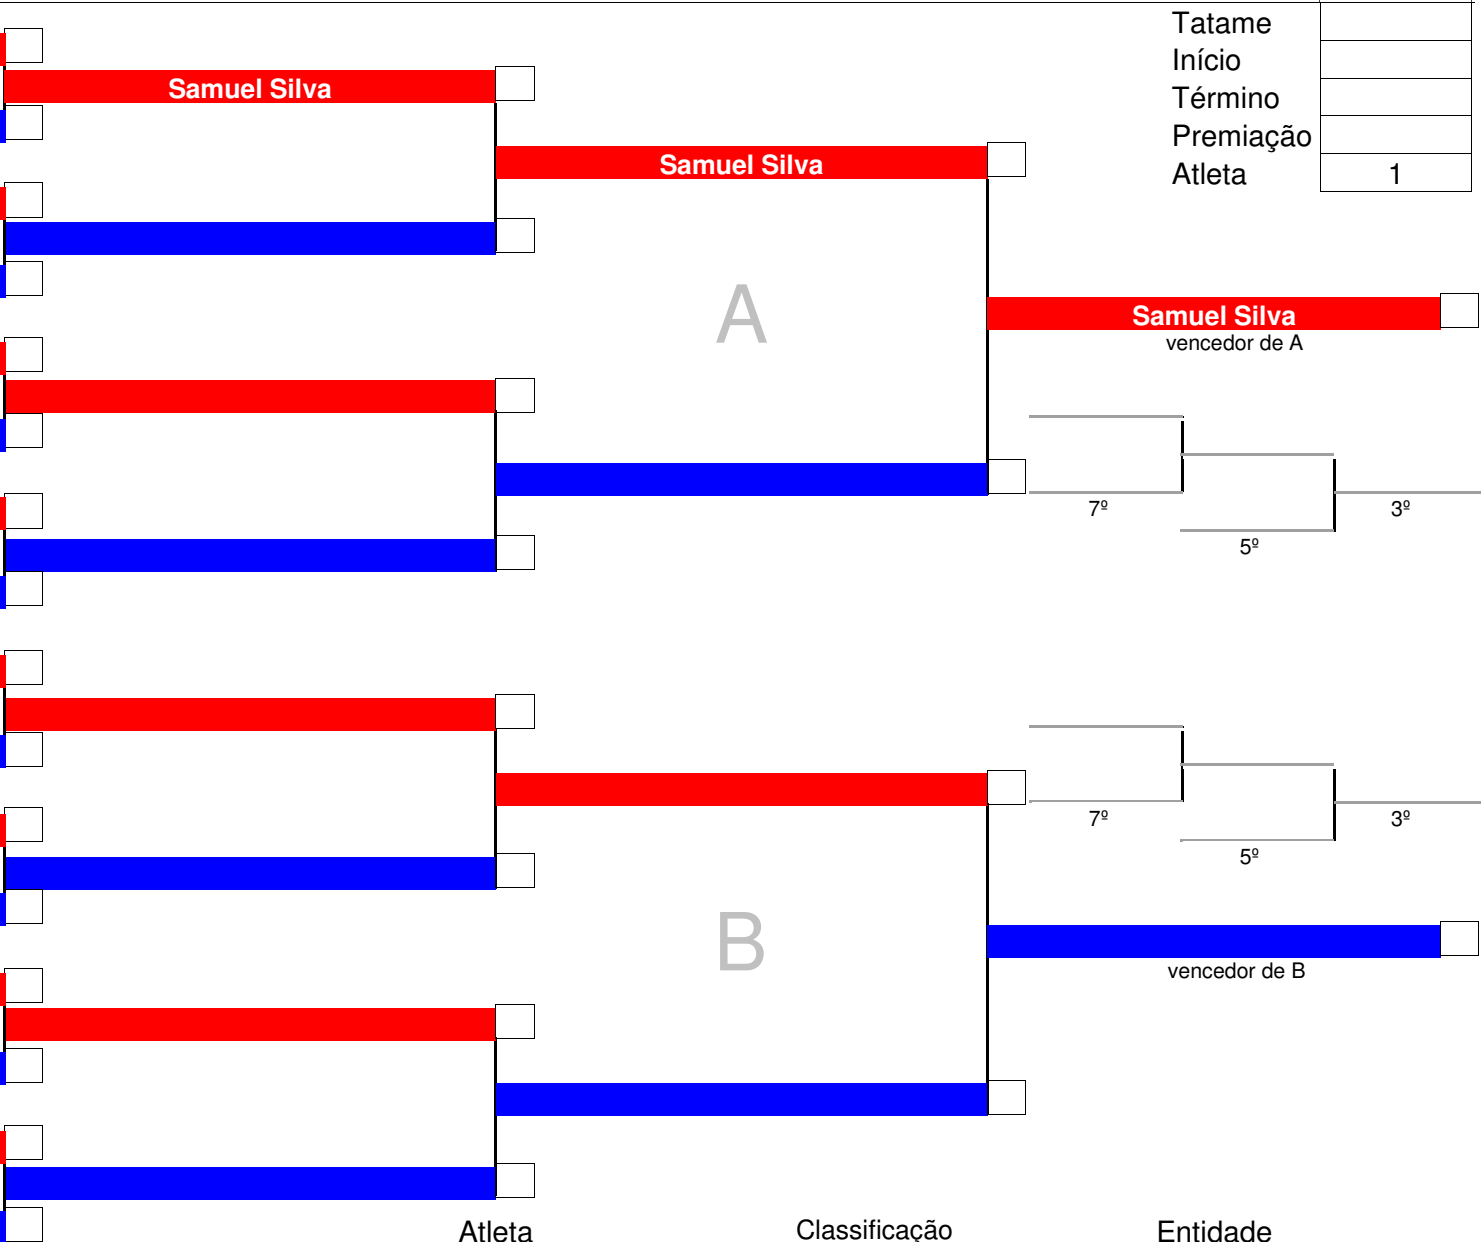 Tatame
Início
Samuel Silva
Término
Premiação
Samuel Silva
Atleta 1
A
Samuel Silva
vencedor de A
7º 3º
5º
7º 3º
5º
B
vencedor de B
Atleta Classificação Entidade